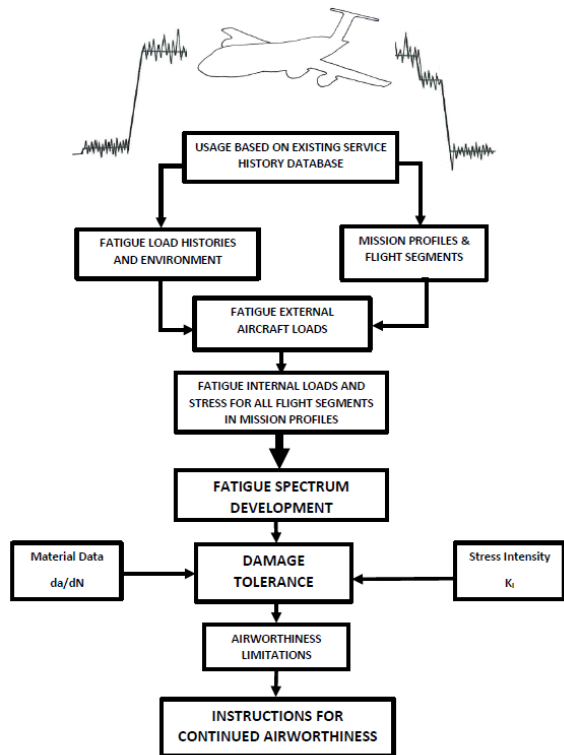 USAGE BASED ON EXISTING SERVICE
HISTORY DATABASE
FATIGUE LOAD HISTORIES
AND ENVIRONMENT
MISSION PROFILES &
FLIGHT SEGMENTS
FATIGUE EXTERNAL
AIRCRAFT LOADS
FATIGUE INTERNAL LOADS AND
STRESS FOR ALL FLIGHT SEGMENTS
IN MISSION PROFILES
FATIGUE SPECTRUM
DEVELOPMENT
Material Data
da/dN
DAMAGE
TOLERANCE
Stress Intensity
Kᵢ
AIRWORTHINESS
LIMITATIONS
INSTRUCTIONS FOR
CONTINUED AIRWORTHINESS